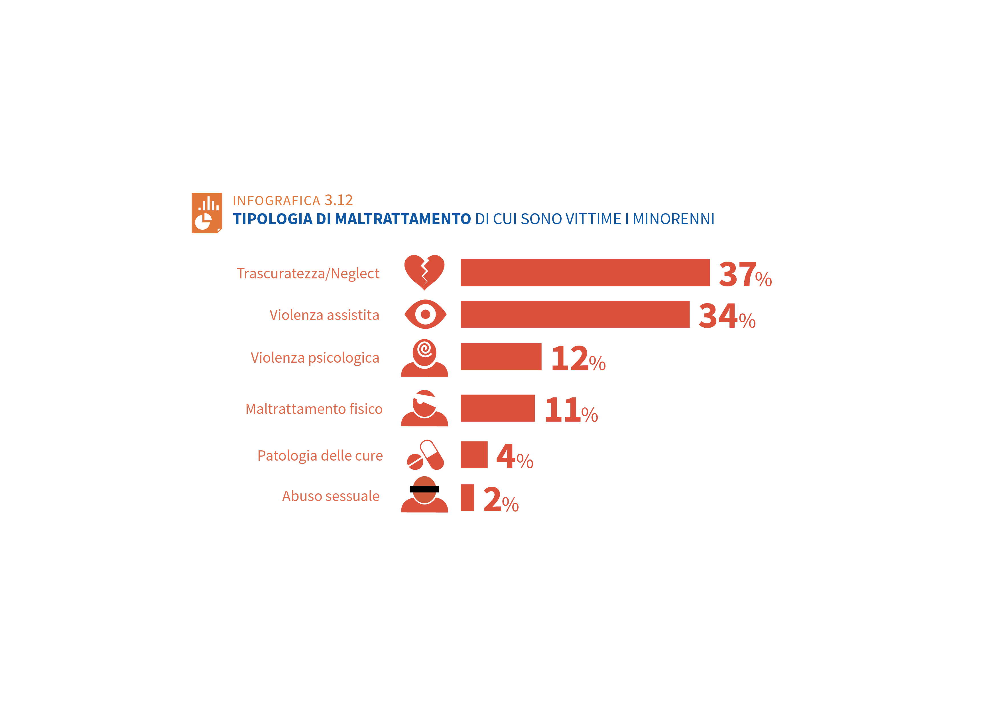 INFOGRAFICA 3.12
TIPOLOGIA DI MALTRATTAMENTO DI CUI SONO VITTIME I MINORENNI
Trascuratezza/Neglect 37%
Violenza assistita 34%
Violenza psicologica 12%
Maltrattamento fisico 11%
Patologia delle cure 4%
Abuso sessuale 2%